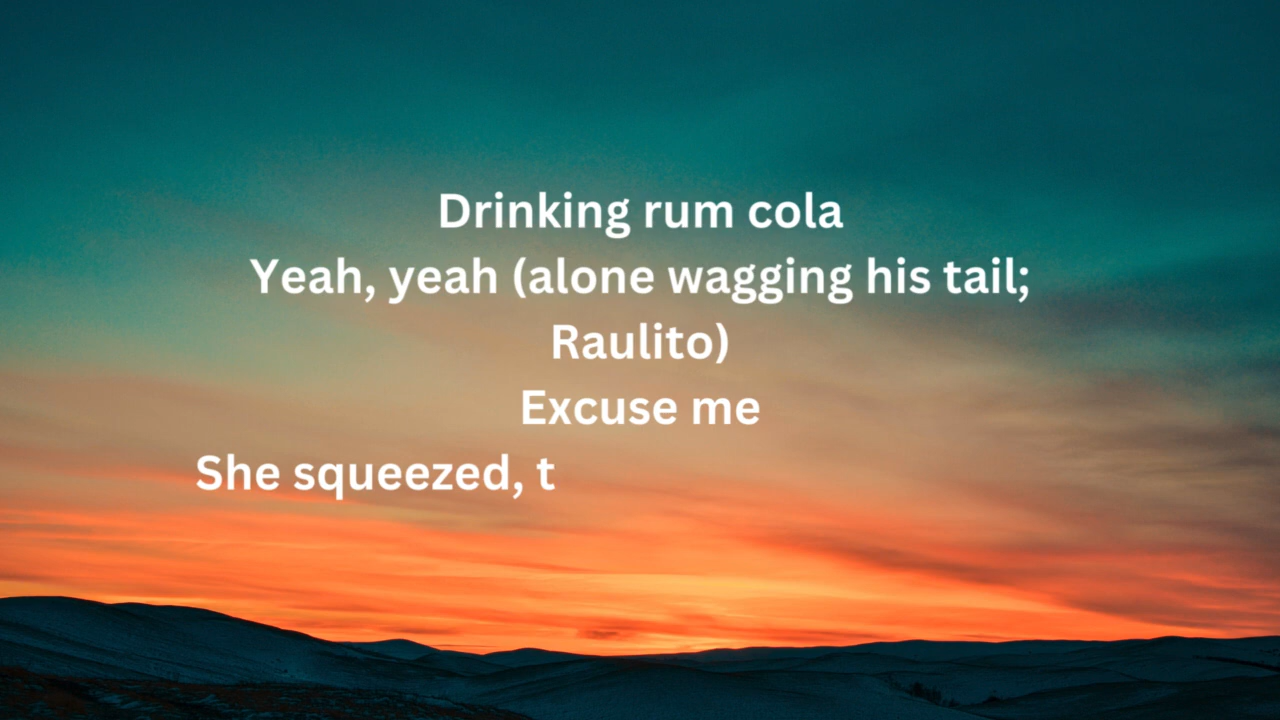 Drinking rum cola
Yeah, yeah (alone wagging his tail;
Raulito)
Excuse me
She squeezed, t